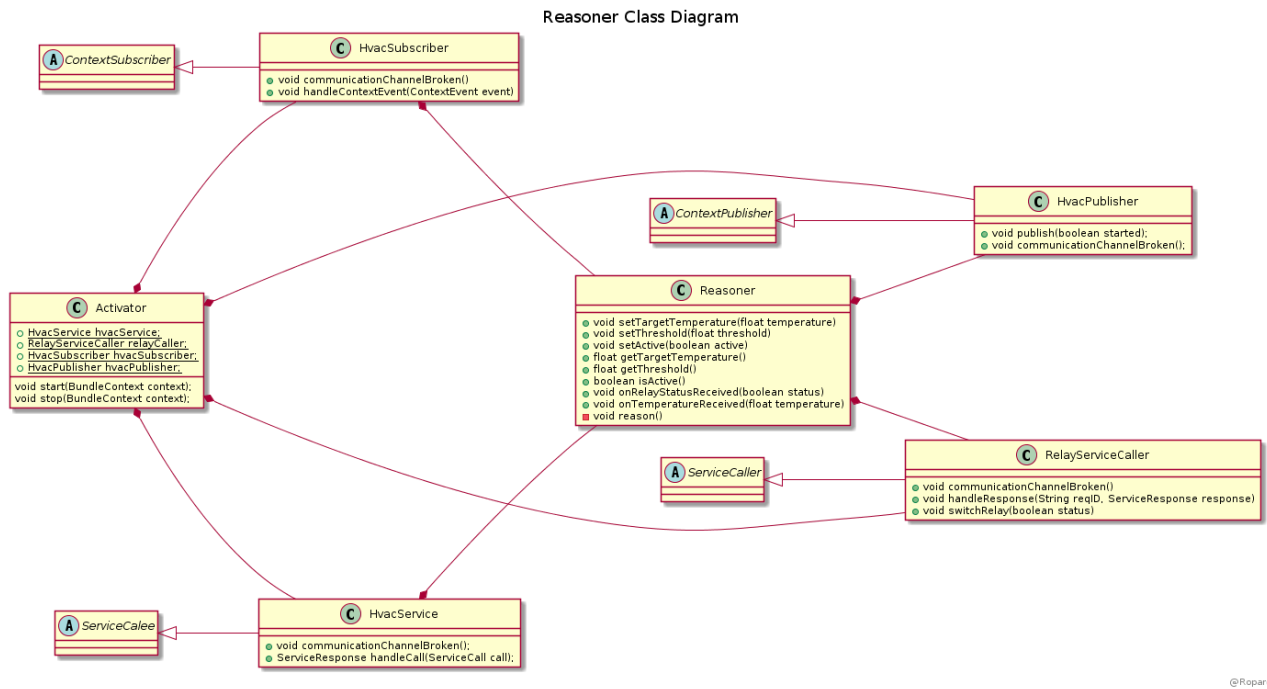 Reasoner Class Diagram
C HvacSubscriber
void communicationChannelBroken()
void handleContextEvent(ContextEvent event)
A ContextSubscriber
C HvacPublisher
void publish(boolean started);
void communicationChannelBroken();
A ContextPublisher
C Activator
HvacService hvacService;
RelayServiceCaller relayCaller;
HvacSubscriber hvacSubscriber;
HvacPublisher hvacPublisher;
void start(BundleContext context);
void stop(BundleContext context);
C Reasoner
void setTargetTemperature(float temperature)
void setThreshold(float threshold)
void setActive(boolean active)
float getTargetTemperature()
float getThreshold()
boolean isActive()
void onRelayStatusReceived(boolean status)
void onTemperatureReceived(float temperature)
void reason()
C RelayServiceCaller
void communicationChannelBroken()
void handleResponse(String reqID, ServiceResponse response)
void switchRelay(boolean status)
A ServiceCaller
C HvacService
void communicationChannelBroken();
ServiceResponse handleCall(ServiceCall call);
A ServiceCalee
@Ropar